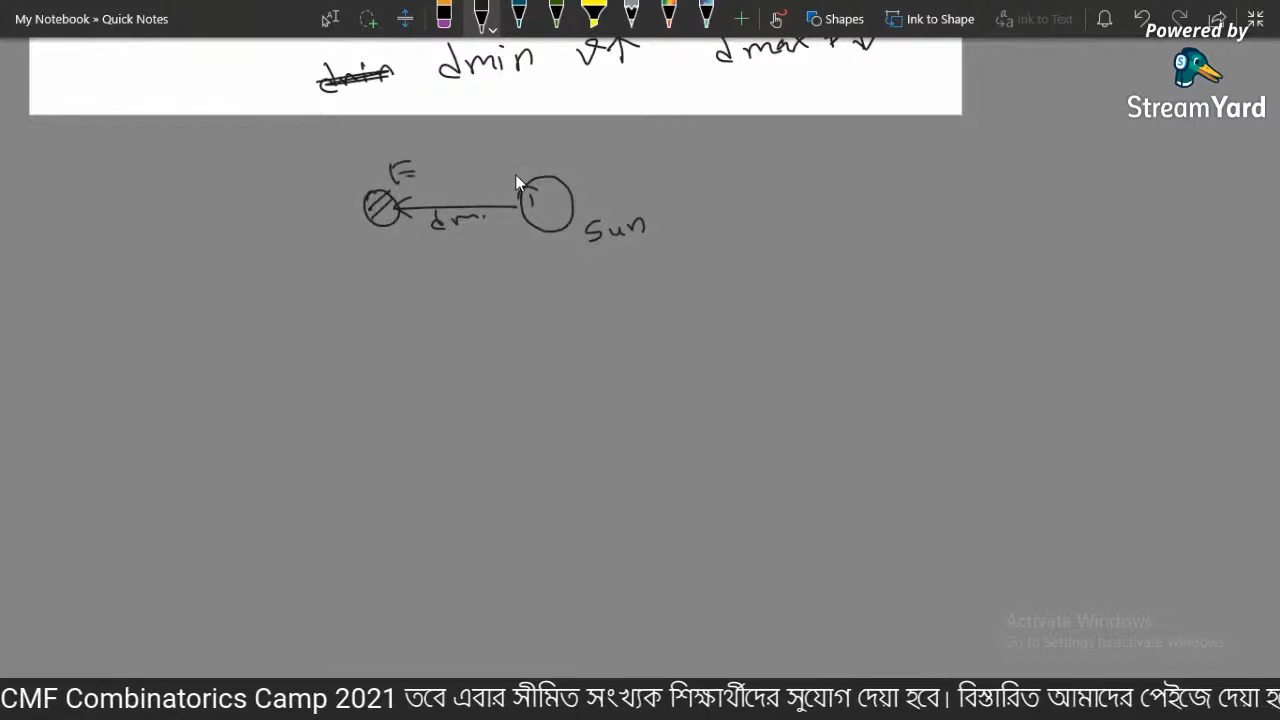 My Notebook » Quick Notes
Shapes
Ink to Shape
Ink to Text
Powered by
StreamYard
dmin dmin v↑ dmax v↓
E
dm.
Sun
Activate Windows
Go to Settings to activate Windows.
CMF Combinatorics Camp 2021 তবে এবার সীমিত সংখ্যক শিক্ষার্থীদের সুযোগ দেয়া হবে। বিস্তারিত আমাদের পেইজে দেয়া হ